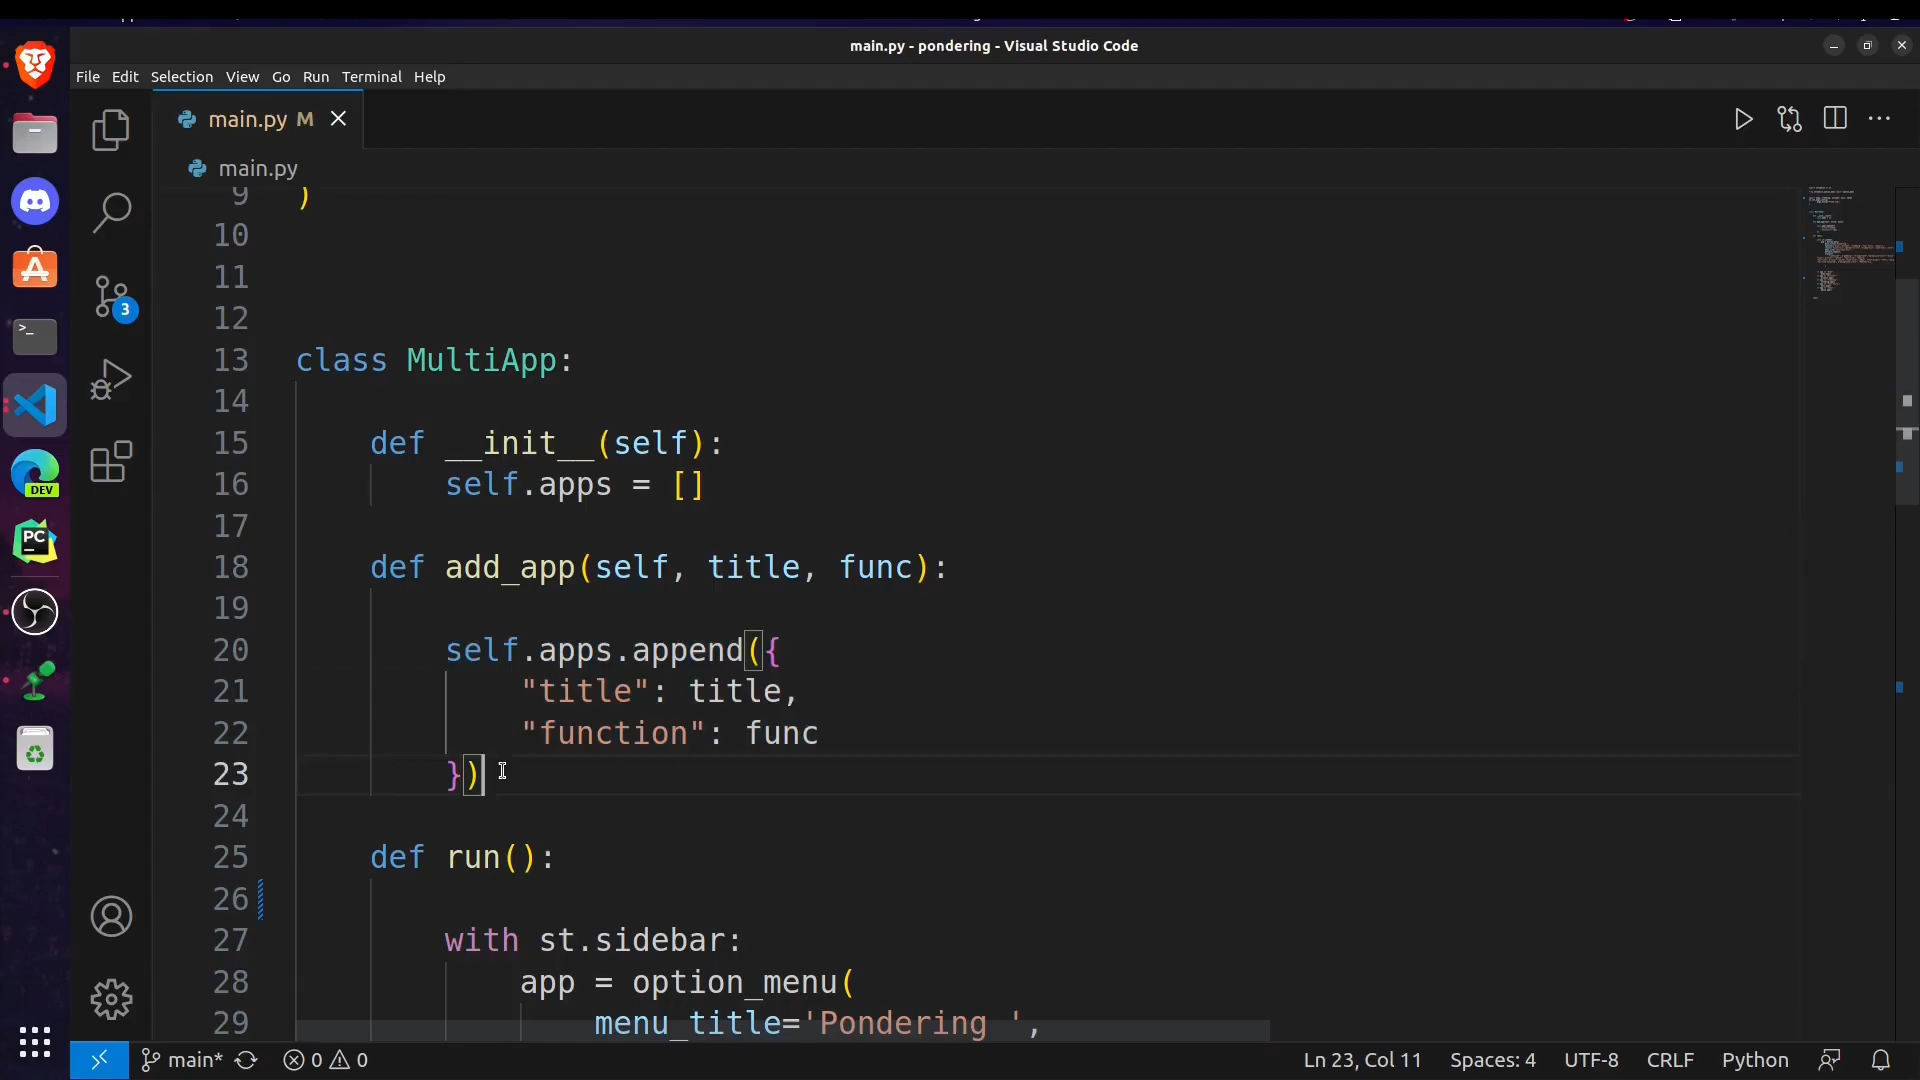 main.py - pondering - Visual Studio Code
File Edit Selection View Go Run Terminal Help
main.py M
main.py
9 )
10
11
12
13 class MultiApp:
14
15 def __init__(self):
16 self.apps = []
17
18 def add_app(self, title, func):
19
20 self.apps.append({
21 "title": title,
22 "function": func
23 })
24
25 def run():
26
27 with st.sidebar:
28 app = option_menu(
29 menu_title='Pondering ',
3
>_
DEV
PC
main* 0 0 Ln 23, Col 11 Spaces: 4 UTF-8 CRLF Python